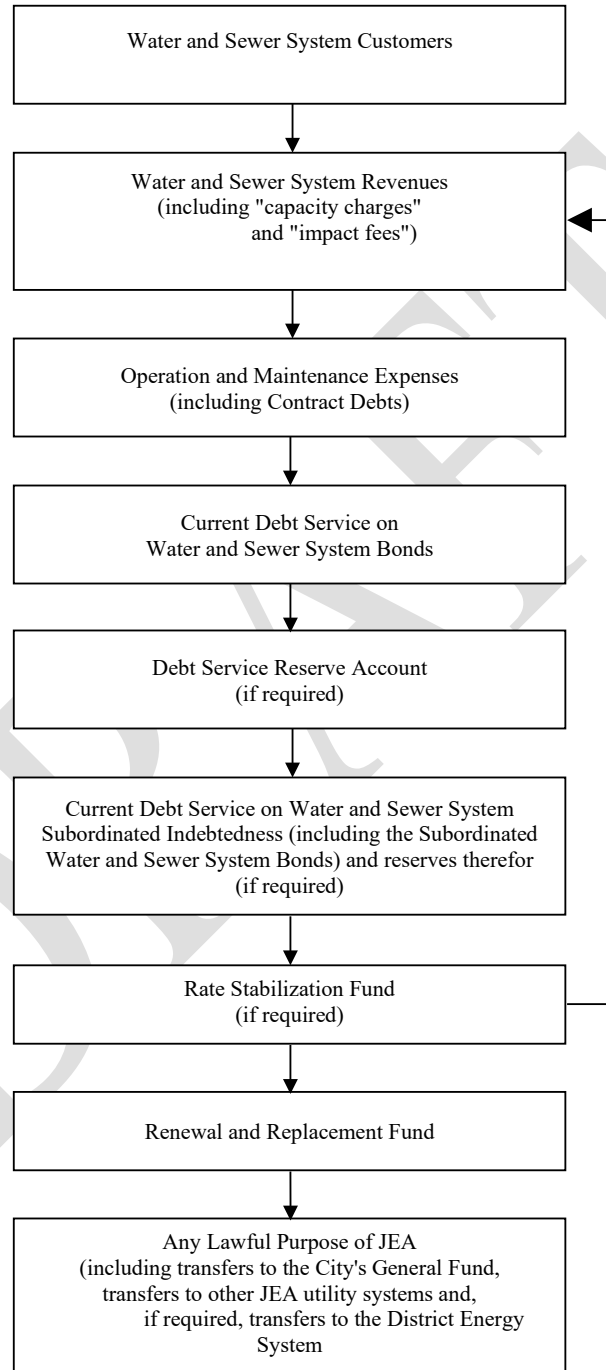 Water and Sewer System Customers
Water and Sewer System Revenues
(including "capacity charges"
and "impact fees")
Operation and Maintenance Expenses
(including Contract Debts)
Current Debt Service on
Water and Sewer System Bonds
Debt Service Reserve Account
(if required)
Current Debt Service on Water and Sewer System
Subordinated Indebtedness (including the Subordinated
Water and Sewer System Bonds) and reserves therefor
(if required)
Rate Stabilization Fund
(if required)
Renewal and Replacement Fund
Any Lawful Purpose of JEA
(including transfers to the City's General Fund,
transfers to other JEA utility systems and,
if required, transfers to the District Energy
System
DRAFT